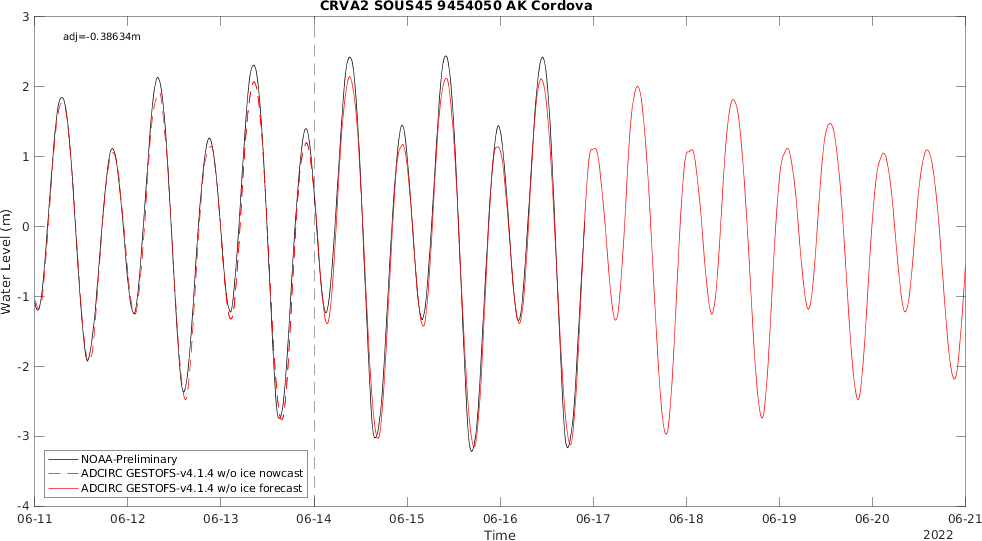 CRVA2 SOUS45 9454050 AK Cordova
adj=-0.38634m
3
2
1
0
-1
-2
-3
-4
Water Level (m)
NOAA-Preliminary
ADCIRC GESTOFS-v4.1.4 w/o ice nowcast
ADCIRC GESTOFS-v4.1.4 w/o ice forecast
06-11 06-12 06-13 06-14 06-15 06-16 06-17 06-18 06-19 06-20 06-21
Time
2022